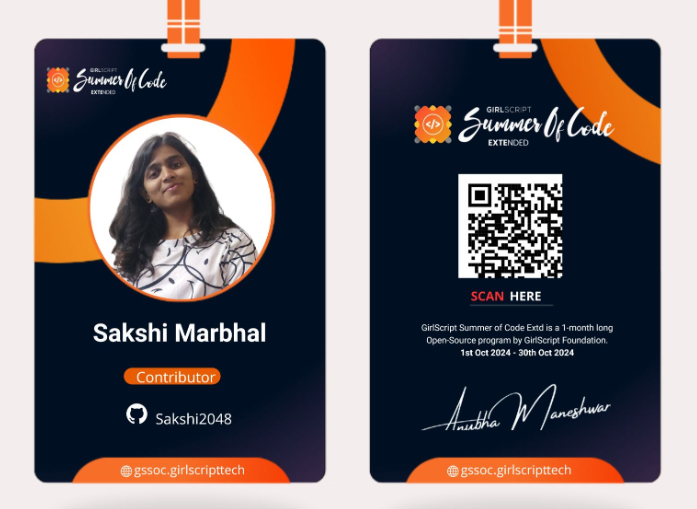 GIRLSCRIPT
Summer Of Code
EXTENDED
Sakshi Marbhal
Contributor
Sakshi2048
gssoc.girlscripttech
GIRLSCRIPT
Summer Of Code
EXTENDED
SCAN HERE
GirlScript Summer of Code Extd is a 1-month long
Open-Source program by GirlScript Foundation.
1st Oct 2024 - 30th Oct 2024
Anubha Maneshwar
gssoc.girlscripttech